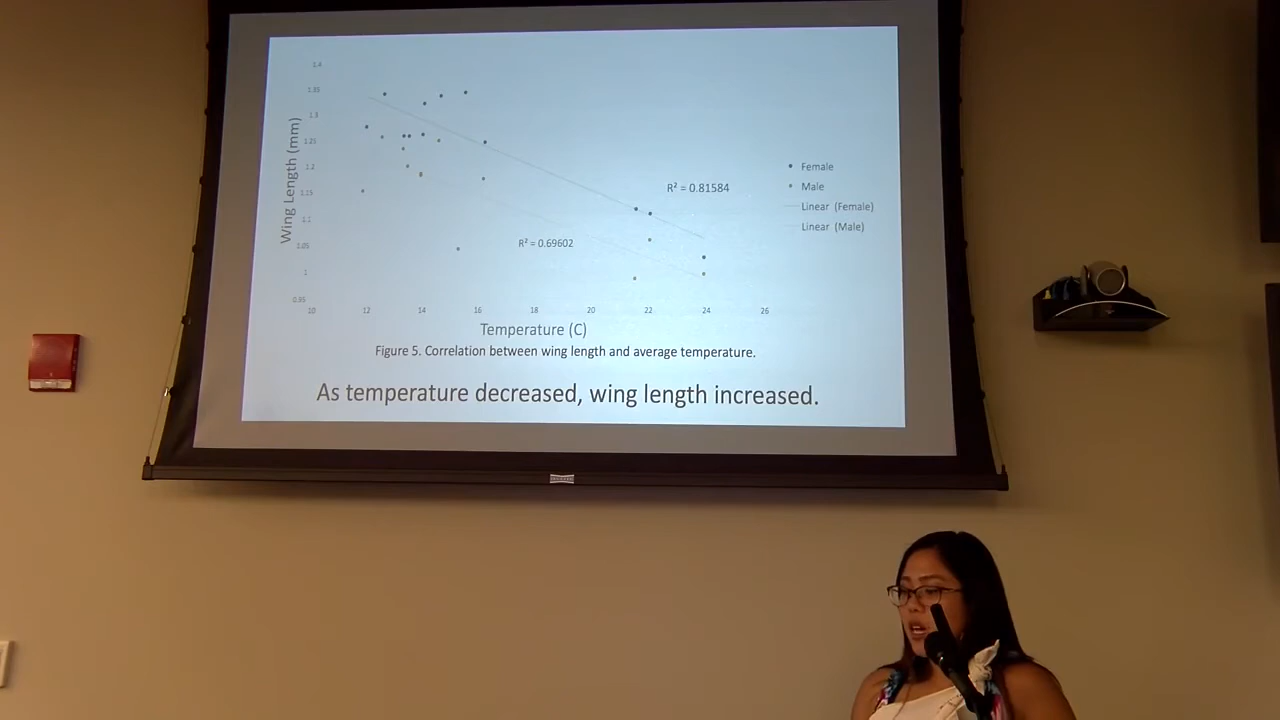 1.4
1.35
1.3
1.25
1.2
1.15
1.1
1.05
1
0.95
Wing Length (mm)
10 12 14 16 18 20 22 24 26
Temperature (C)
R² = 0.81584
R² = 0.69602
Female
Male
Linear (Female)
Linear (Male)
Figure 5. Correlation between wing length and average temperature.
As temperature decreased, wing length increased.